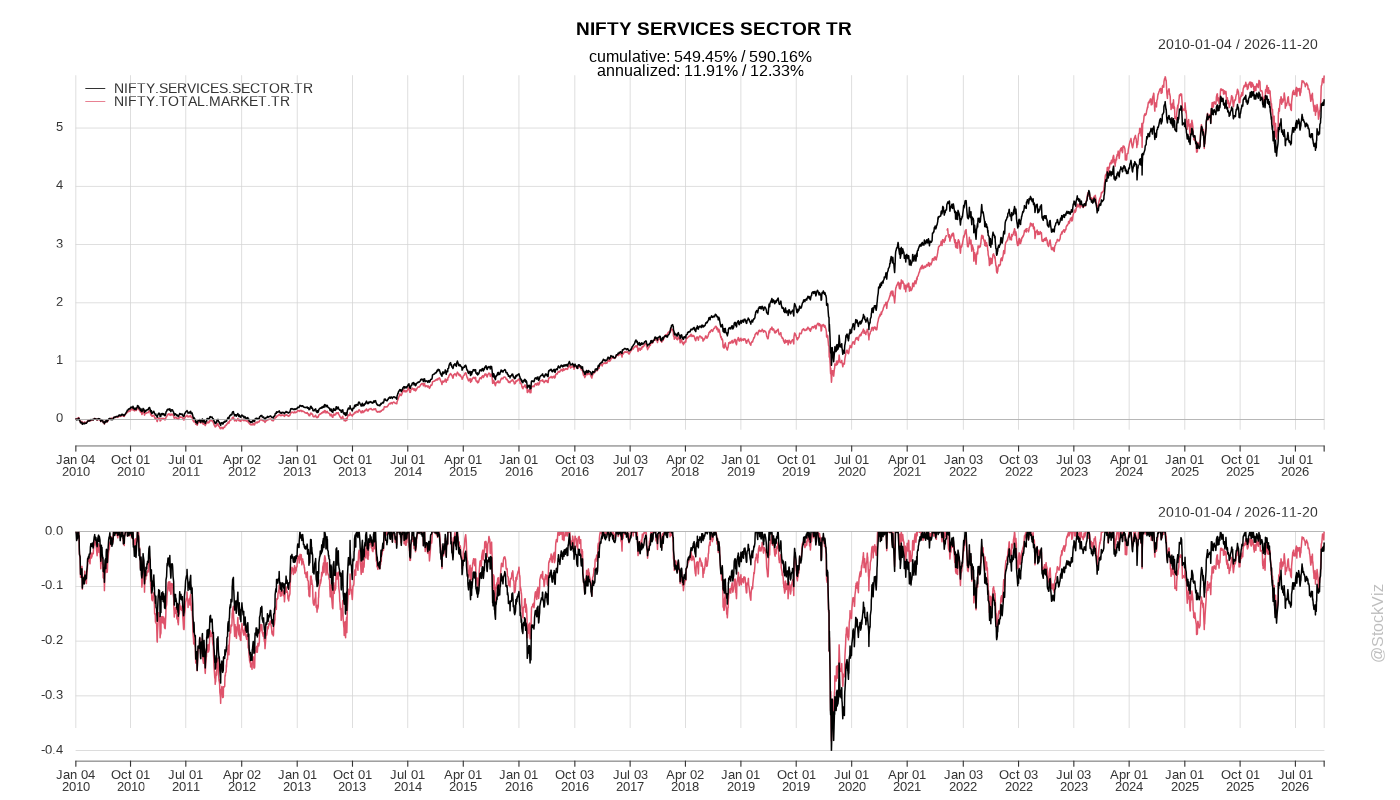 NIFTY SERVICES SECTOR TR
2010-01-04 / 2026-11-20
cumulative: 549.45% / 590.16%
annualized: 11.91% / 12.33%
NIFTY.SERVICES.SECTOR.TR
NIFTY.TOTAL.MARKET.TR
5
4
3
2
1
0
Jan 04 Oct 01 Jul 01 Apr 02 Jan 01 Oct 01 Jul 01 Apr 01 Jan 01 Oct 03 Jul 03 Apr 02 Jan 01 Oct 01 Jul 01 Apr 01 Jan 03 Oct 03 Jul 03 Apr 01 Jan 01 Oct 01 Jul 01
2010 2010 2011 2012 2013 2013 2014 2015 2016 2016 2017 2018 2019 2019 2020 2021 2022 2022 2023 2024 2025 2025 2026
2010-01-04 / 2026-11-20
0.0
-0.1
-0.2
-0.3
-0.4
Jan 04 Oct 01 Jul 01 Apr 02 Jan 01 Oct 01 Jul 01 Apr 01 Jan 01 Oct 03 Jul 03 Apr 02 Jan 01 Oct 01 Jul 01 Apr 01 Jan 03 Oct 03 Jul 03 Apr 01 Jan 01 Oct 01 Jul 01
2010 2010 2011 2012 2013 2013 2014 2015 2016 2016 2017 2018 2019 2019 2020 2021 2022 2022 2023 2024 2025 2025 2026
@StockViz